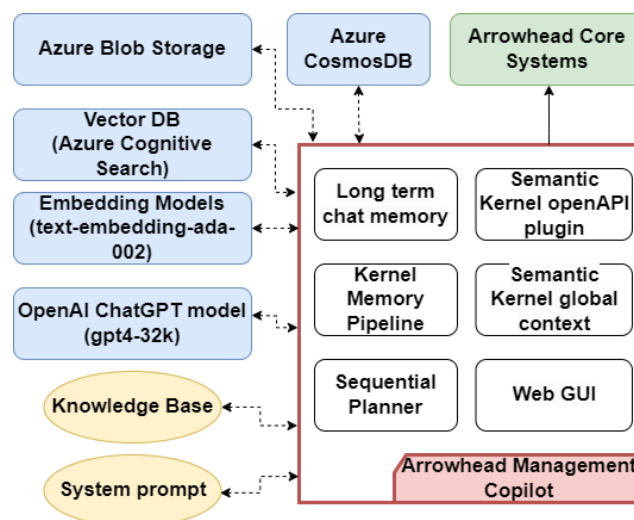 Azure Blob Storage
Azure
CosmosDB
Arrowhead Core
Systems
Vector DB
(Azure Cognitive
Search)
Embedding Models
(text-embedding-ada-
002)
OpenAI ChatGPT model
(gpt4-32k)
Knowledge Base
System prompt
Long term
chat memory
Semantic
Kernel openAPI
plugin
Kernel
Memory
Pipeline
Semantic
Kernel global
context
Sequential
Planner
Web GUI
Arrowhead Management
Copilot